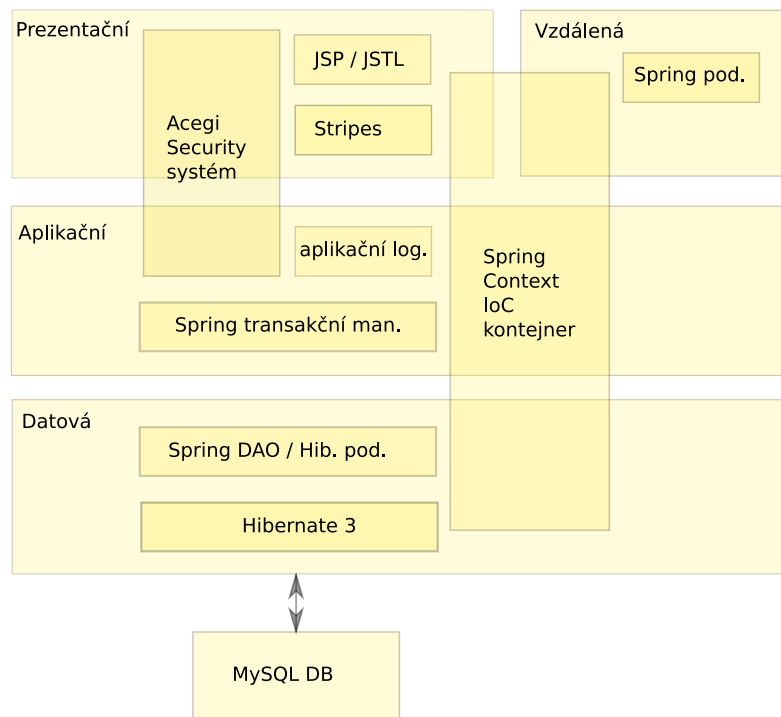 Prezentační
Vzdálená
JSP / JSTL
Spring pod.
Acegi
Security
systém
Stripes
Aplikační
aplikační log.
Spring
Context
IoC
kontejner
Spring transakční man.
Datová
Spring DAO / Hib. pod.
Hibernate 3
MySQL DB